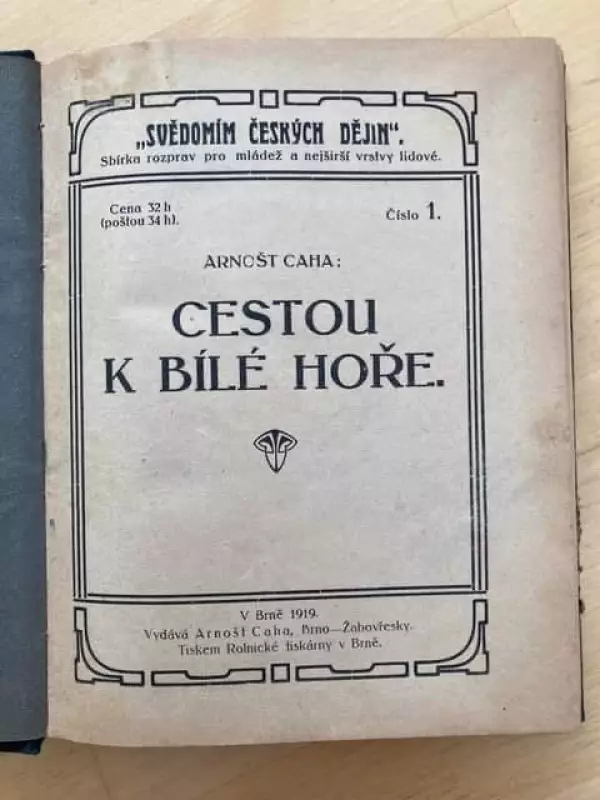 „SVĚDOMÍM ČESKÝCH DĚJIN“.
Sbírka rozprav pro mládež a nejširší vrstvy lidové.
Cena 32 h
(poštou 34 h).
Číslo 1.
ARNOŠT CAHA:
CESTOU
K BÍLÉ HOŘE.
V Brně 1919.
Vydává Arnošt Caha, Brno—Žabovřesky.
Tiskem Rolnické tiskárny v Brně.